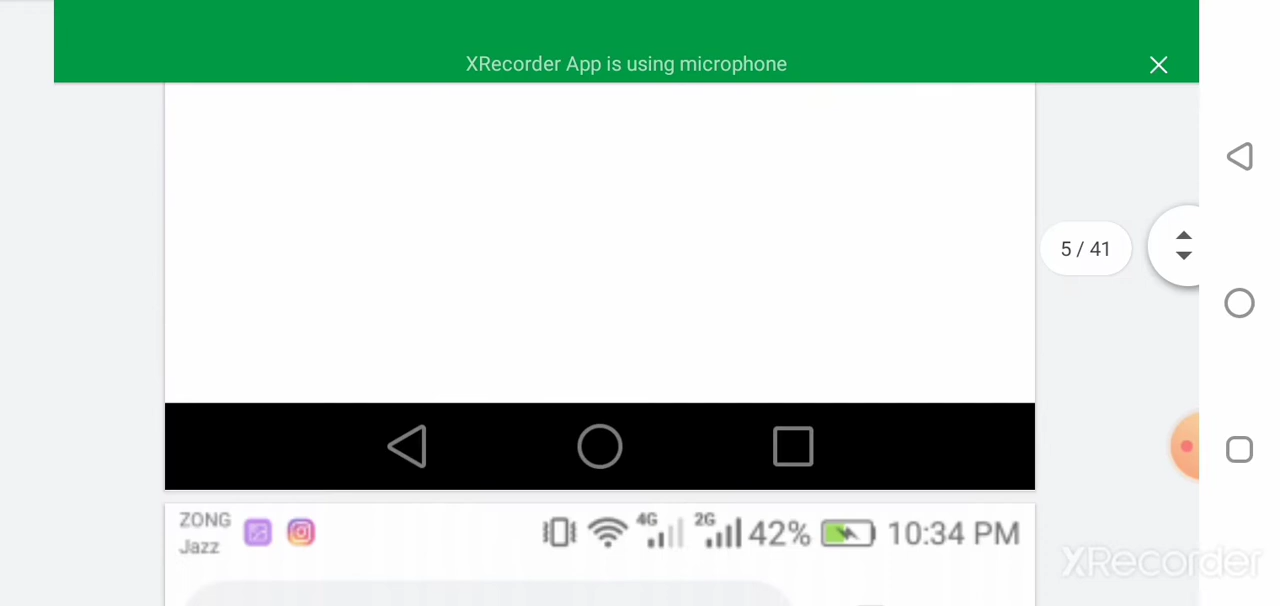 XRecorder App is using microphone
5 / 41
ZONG
Jazz
4G
2G
42%
10:34 PM
XRecorder